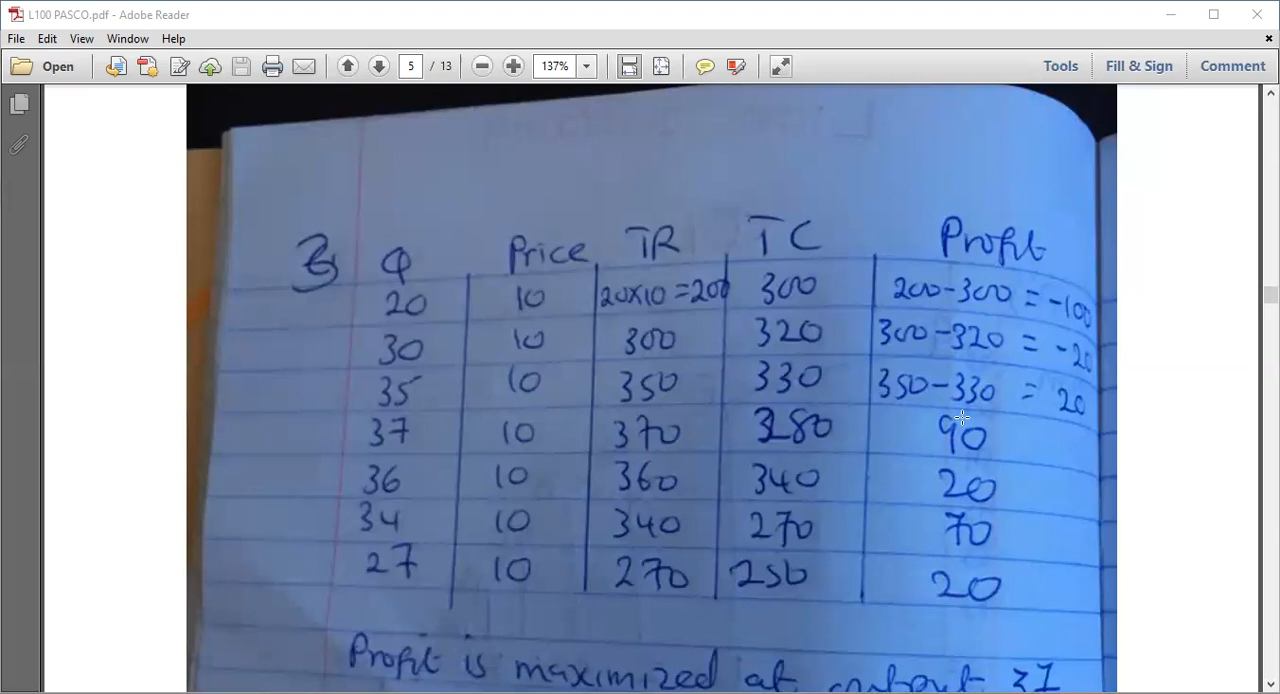 L100 PASCO.pdf - Adobe Reader
File Edit View Window Help
Open 5 / 13 137% Tools Fill & Sign Comment
Q Price TR TC Profit
20 10 20x10 = 200 300 200-300 = -100
30 10 300 320 300-320 = -20
35 10 350 330 350-330 = 20
37 10 370 280 90
36 10 360 340 20
34 10 340 270 70
27 10 270 250 20
Profit is maximized at output 37